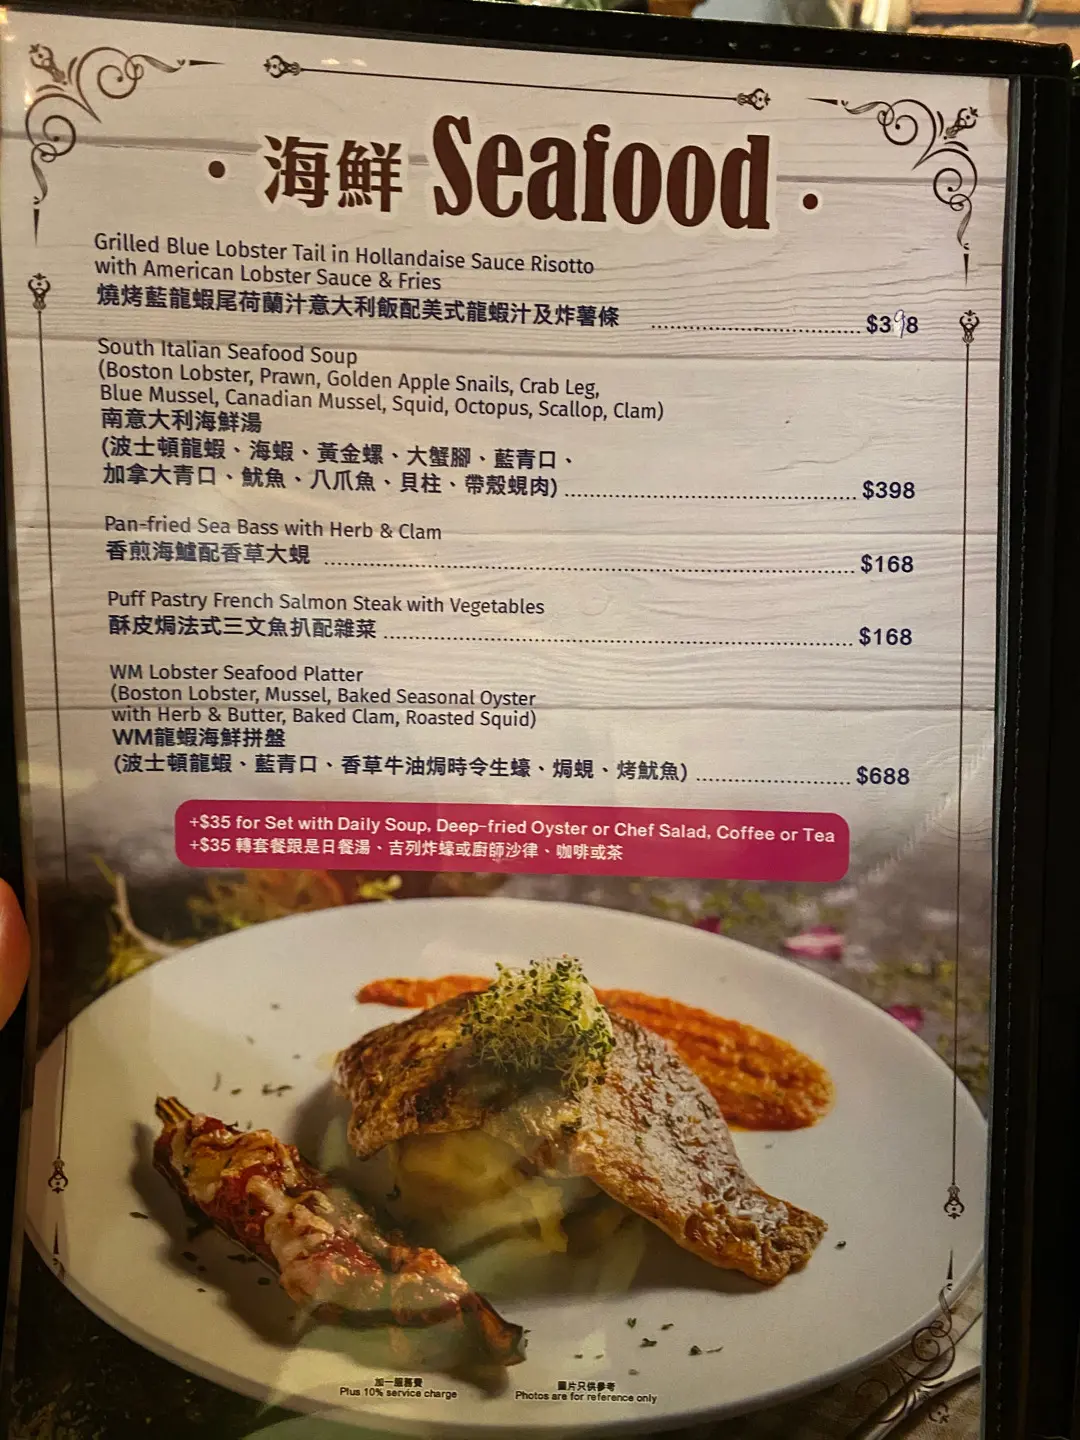 · 海鮮 Seafood ·
Grilled Blue Lobster Tail in Hollandaise Sauce Risotto
with American Lobster Sauce & Fries
燒烤藍龍蝦尾荷蘭汁意大利飯配美式龍蝦汁及炸薯條 ........................ $398
South Italian Seafood Soup
(Boston Lobster, Prawn, Golden Apple Snails, Crab Leg,
Blue Mussel, Canadian Mussel, Squid, Octopus, Scallop, Clam)
南意大利海鮮湯
(波士頓龍蝦、海蝦、黃金螺、大蟹腳、藍青口、
加拿大青口、魷魚、八爪魚、貝柱、帶殼蜆肉) ........................ $398
Pan-fried Sea Bass with Herb & Clam
香煎海鱸配香草大蜆 ........................ $168
Puff Pastry French Salmon Steak with Vegetables
酥皮焗法式三文魚扒配雜菜 ........................ $168
WM Lobster Seafood Platter
(Boston Lobster, Mussel, Baked Seasonal Oyster
with Herb & Butter, Baked Clam, Roasted Squid)
WM龍蝦海鮮拼盤
(波士頓龍蝦、藍青口、香草牛油焗時令生蠔、焗蜆、烤魷魚) ........................ $688
+$35 for Set with Daily Soup, Deep-fried Oyster or Chef Salad, Coffee or Tea
+$35 轉套餐跟是日餐湯、吉列炸蠔或廚師沙律、咖啡或茶
加一服務費
Plus 10% service charge
圖片只供參考
Photos are for reference only